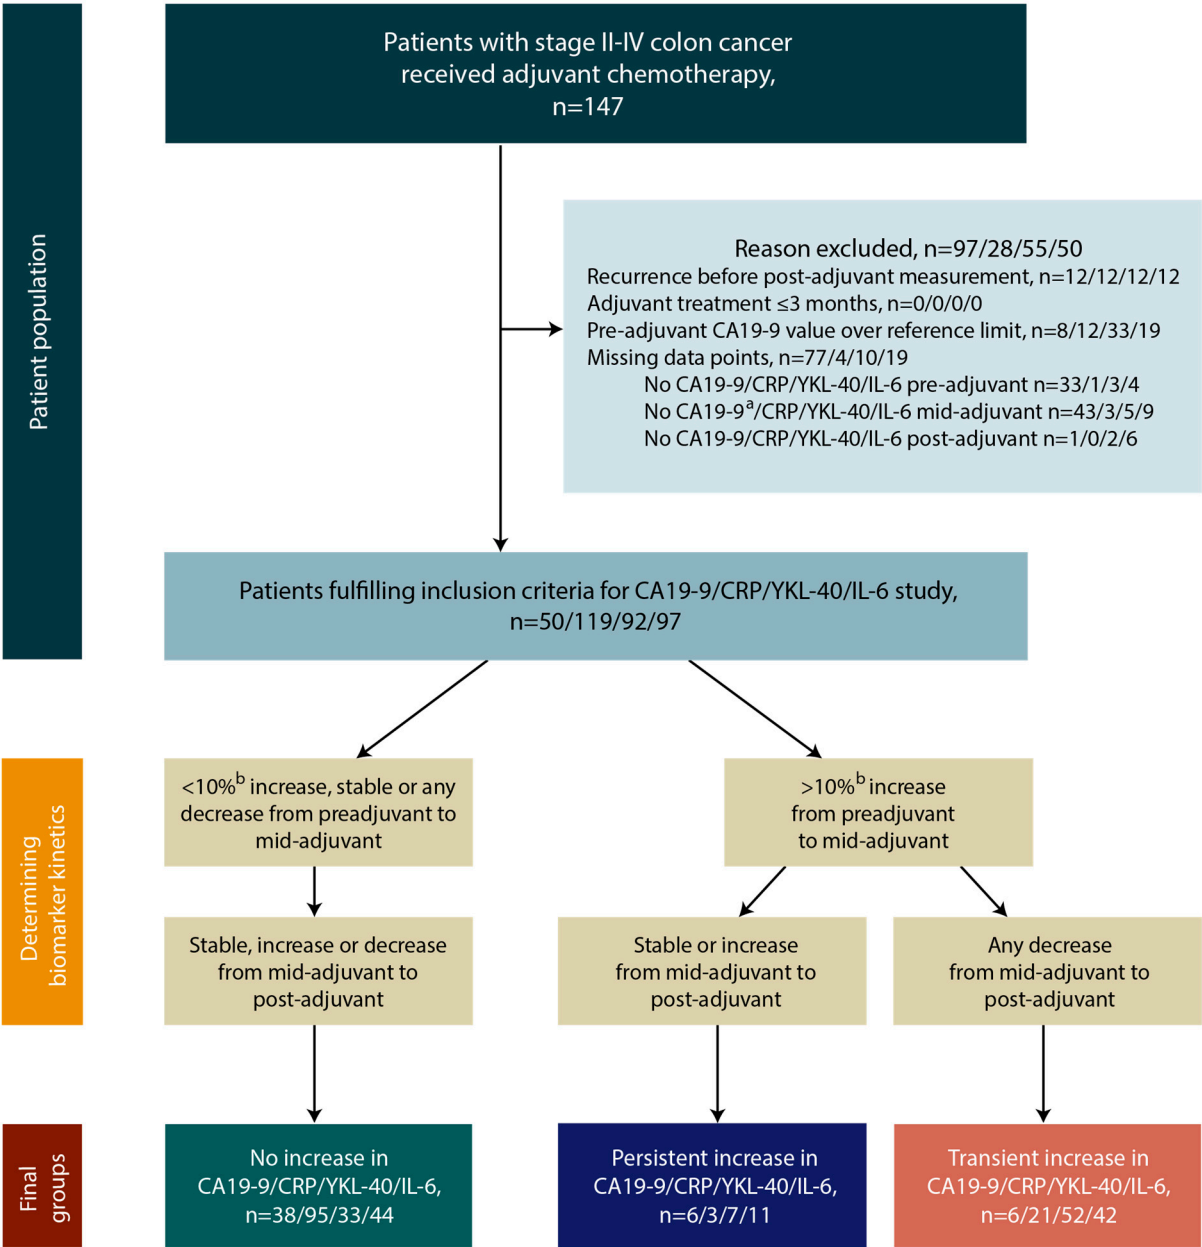 Patient population
Patients with stage II-IV colon cancer
received adjuvant chemotherapy,
n=147
Reason excluded, n=97/28/55/50
Recurrence before post-adjuvant measurement, n=12/12/12/12
Adjuvant treatment ≤3 months, n=0/0/0/0
Pre-adjuvant CA19-9 value over reference limit, n=8/12/33/19
Missing data points, n=77/4/10/19
No CA19-9/CRP/YKL-40/IL-6 pre-adjuvant n=33/1/3/4
No CA19-9ᵃ/CRP/YKL-40/IL-6 mid-adjuvant n=43/3/5/9
No CA19-9/CRP/YKL-40/IL-6 post-adjuvant n=1/0/2/6
Patients fulfilling inclusion criteria for CA19-9/CRP/YKL-40/IL-6 study,
n=50/119/92/97
Determining
biomarker kinetics
<10%ᵇ increase, stable or any
decrease from preadjuvant to
mid-adjuvant
>10%ᵇ increase
from preadjuvant
to mid-adjuvant
Stable, increase or decrease
from mid-adjuvant to
post-adjuvant
Stable or increase
from mid-adjuvant to
post-adjuvant
Any decrease
from mid-adjuvant to
post-adjuvant
Final
groups
No increase in
CA19-9/CRP/YKL-40/IL-6,
n=38/95/33/44
Persistent increase in
CA19-9/CRP/YKL-40/IL-6,
n=6/3/7/11
Transient increase in
CA19-9/CRP/YKL-40/IL-6,
n=6/21/52/42